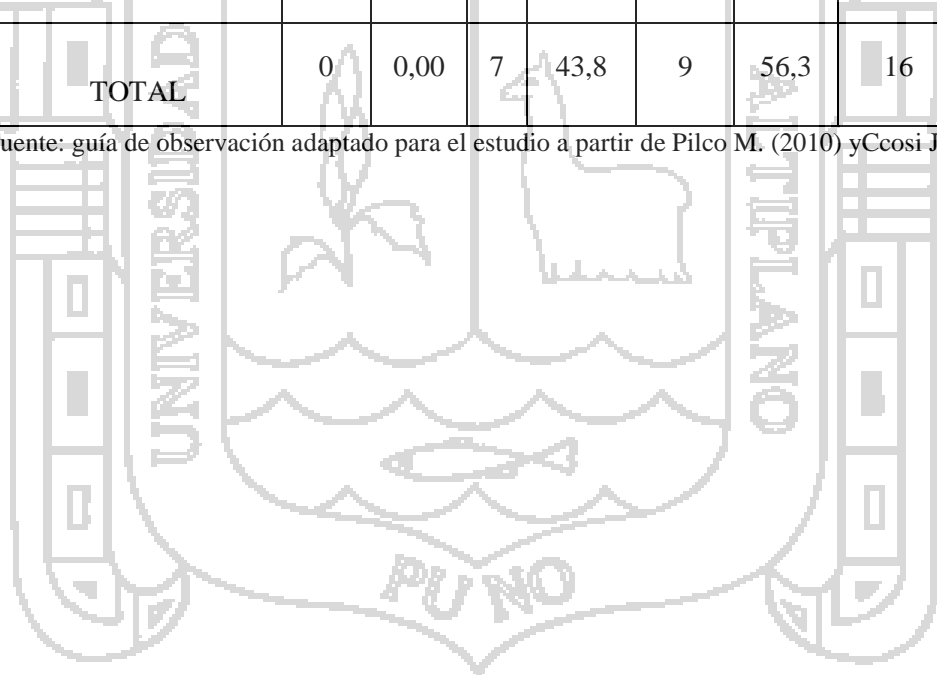 TOTAL 0 0,00 7 43,8 9 56,3 16
uente: guía de observación adaptado para el estudio a partir de Pilco M. (2010) yCcosi J
UNIVERSIDAD
ALTIPLANO
PUNO